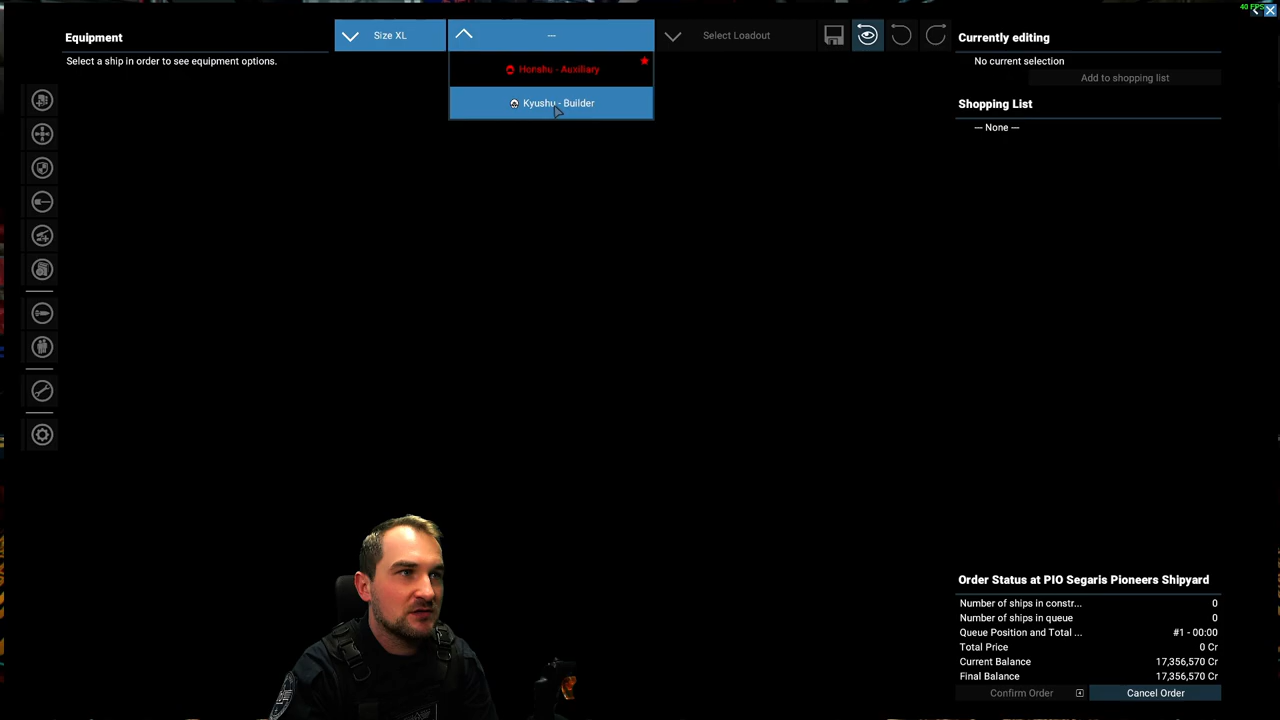 40 FPS
Equipment
Select a ship in order to see equipment options.
Size XL
---
Honshu - Auxiliary
Kyushu - Builder
Select Loadout
Currently editing
No current selection
Add to shopping list
Shopping List
--- None ---
Order Status at PIO Segaris Pioneers Shipyard
Number of ships in constr... 0
Number of ships in queue 0
Queue Position and Total ... #1 - 00:00
Total Price 0 Cr
Current Balance 17,356,570 Cr
Final Balance 17,356,570 Cr
Confirm Order
Cancel Order